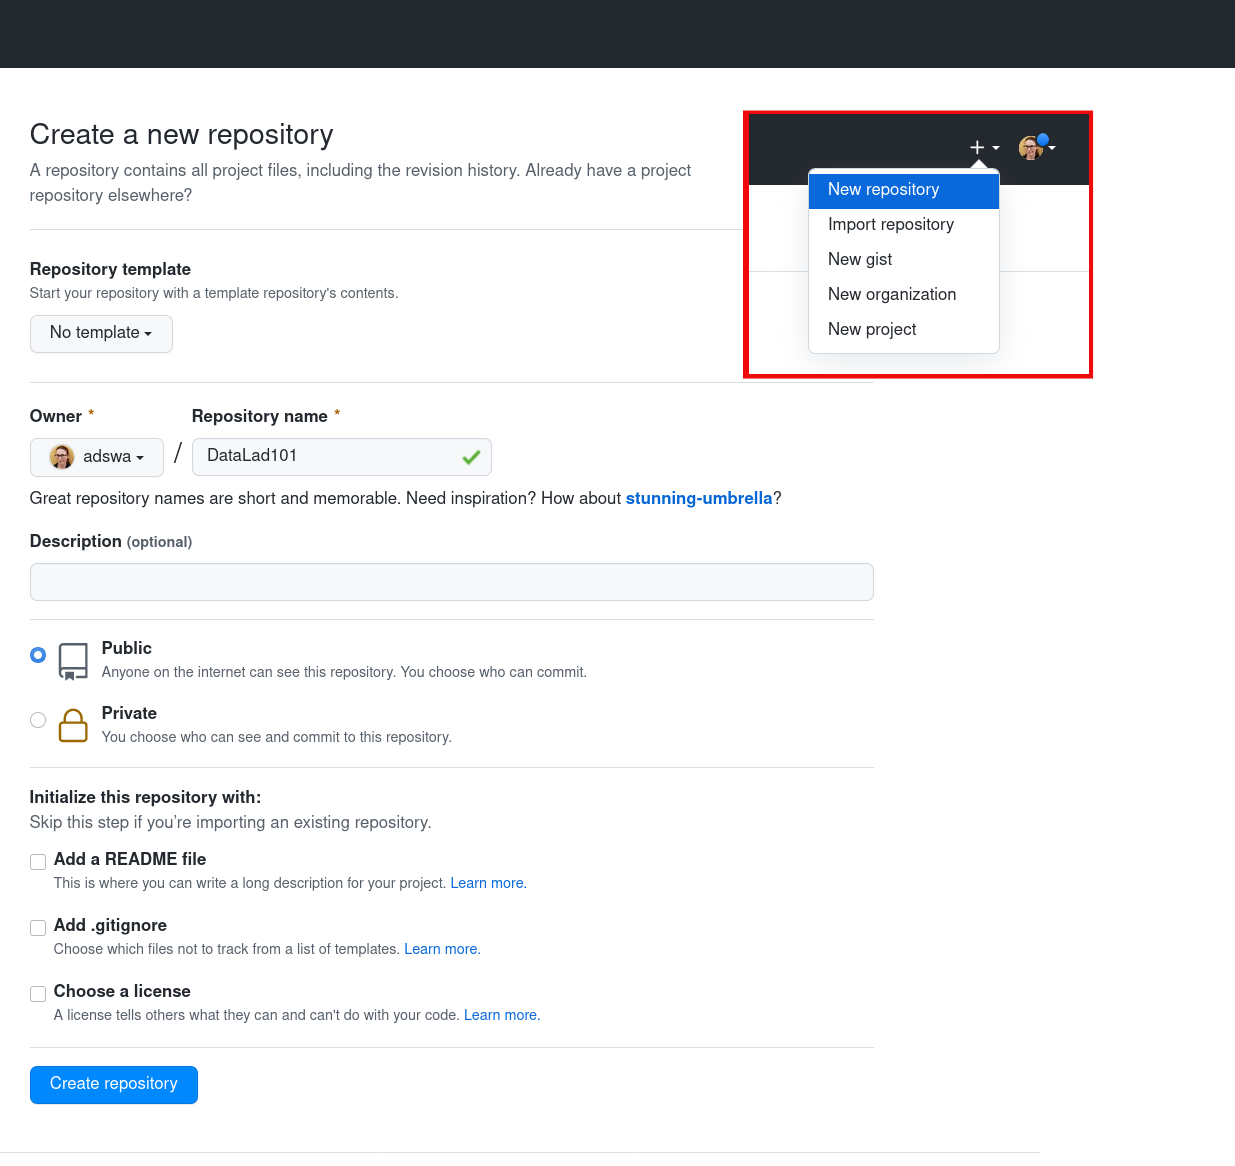 Create a new repository
A repository contains all project files, including the revision history. Already have a project
repository elsewhere?
New repository
Import repository
New gist
New organization
New project
Repository template
Start your repository with a template repository's contents.
No template
Owner * Repository name *
adswa / DataLad101
Great repository names are short and memorable. Need inspiration? How about stunning-umbrella?
Description (optional)
Public
Anyone on the internet can see this repository. You choose who can commit.
Private
You choose who can see and commit to this repository.
Initialize this repository with:
Skip this step if you’re importing an existing repository.
Add a README file
This is where you can write a long description for your project. Learn more.
Add .gitignore
Choose which files not to track from a list of templates. Learn more.
Choose a license
A license tells others what they can and can't do with your code. Learn more.
Create repository